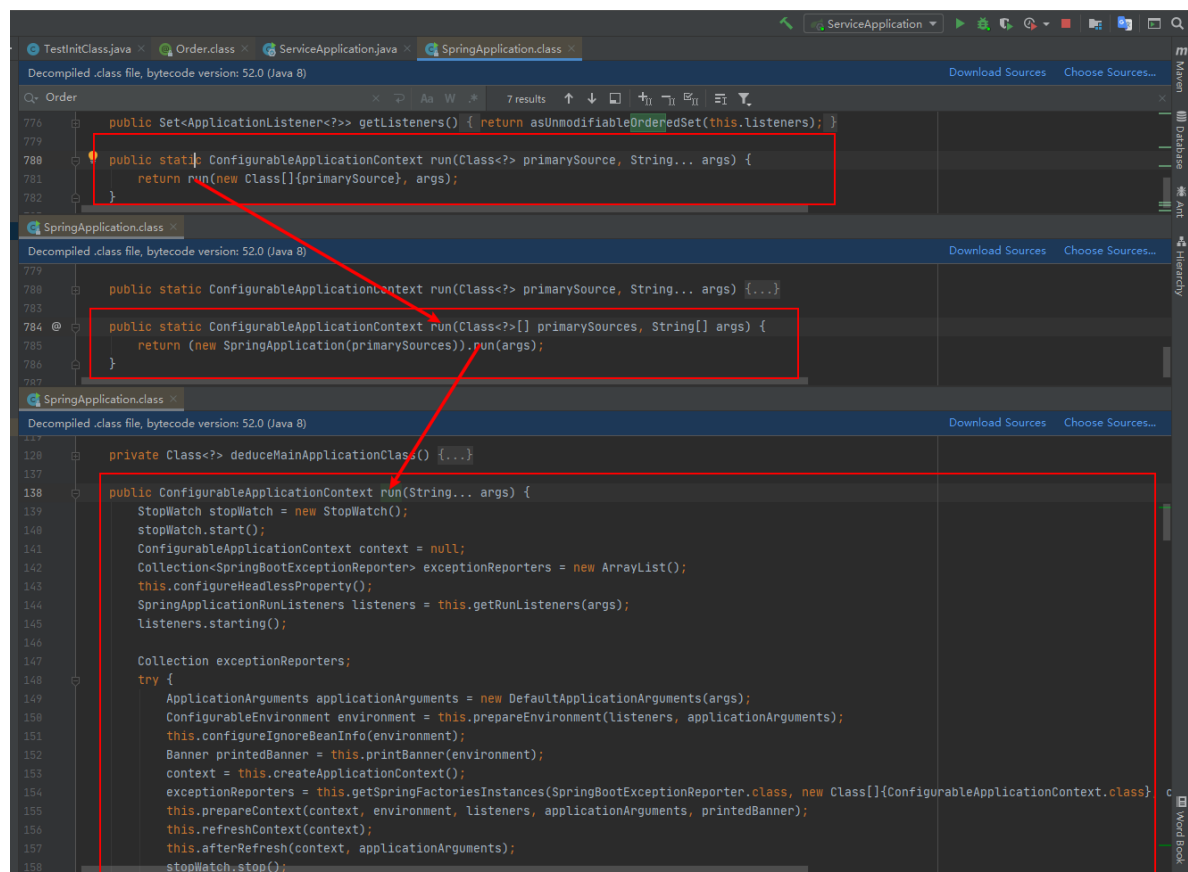 ServiceApplication
TestInitClass.java Order.class ServiceApplication.java SpringApplication.class
Decompiled .class file, bytecode version: 52.0 (Java 8) Download Sources Choose Sources...
Order Aa W .* 7 results
776 public Set<ApplicationListener<?>> getListeners() { return asUnmodifiableOrderedSet(this.listeners); }
779
780 public static ConfigurableApplicationContext run(Class<?> primarySource, String... args) {
781 return run(new Class[]{primarySource}, args);
782 }
SpringApplication.class
Decompiled .class file, bytecode version: 52.0 (Java 8) Download Sources Choose Sources...
779
780 public static ConfigurableApplicationContext run(Class<?> primarySource, String... args) {...}
783
784 @ public static ConfigurableApplicationContext run(Class<?>[] primarySources, String[] args) {
785 return (new SpringApplication(primarySources)).run(args);
786 }
787
SpringApplication.class
Decompiled .class file, bytecode version: 52.0 (Java 8) Download Sources Choose Sources...
119
120 private Class<?> deduceMainApplicationClass() {...}
137
138 public ConfigurableApplicationContext run(String... args) {
139 StopWatch stopWatch = new StopWatch();
140 stopWatch.start();
141 ConfigurableApplicationContext context = null;
142 Collection<SpringBootExceptionReporter> exceptionReporters = new ArrayList();
143 this.configureHeadlessProperty();
144 SpringApplicationRunListeners listeners = this.getRunListeners(args);
145 listeners.starting();
146
147 Collection exceptionReporters;
148 try {
149 ApplicationArguments applicationArguments = new DefaultApplicationArguments(args);
150 ConfigurableEnvironment environment = this.prepareEnvironment(listeners, applicationArguments);
151 this.configureIgnoreBeanInfo(environment);
152 Banner printedBanner = this.printBanner(environment);
153 context = this.createApplicationContext();
154 exceptionReporters = this.getSpringFactoriesInstances(SpringBootExceptionReporter.class, new Class[]{ConfigurableApplicationContext.class}, c
155 this.prepareContext(context, environment, listeners, applicationArguments, printedBanner);
156 this.refreshContext(context);
157 this.afterRefresh(context, applicationArguments);
158 stopWatch.stop();
m Maven
Database
Ant
Hierarchy
Word Book